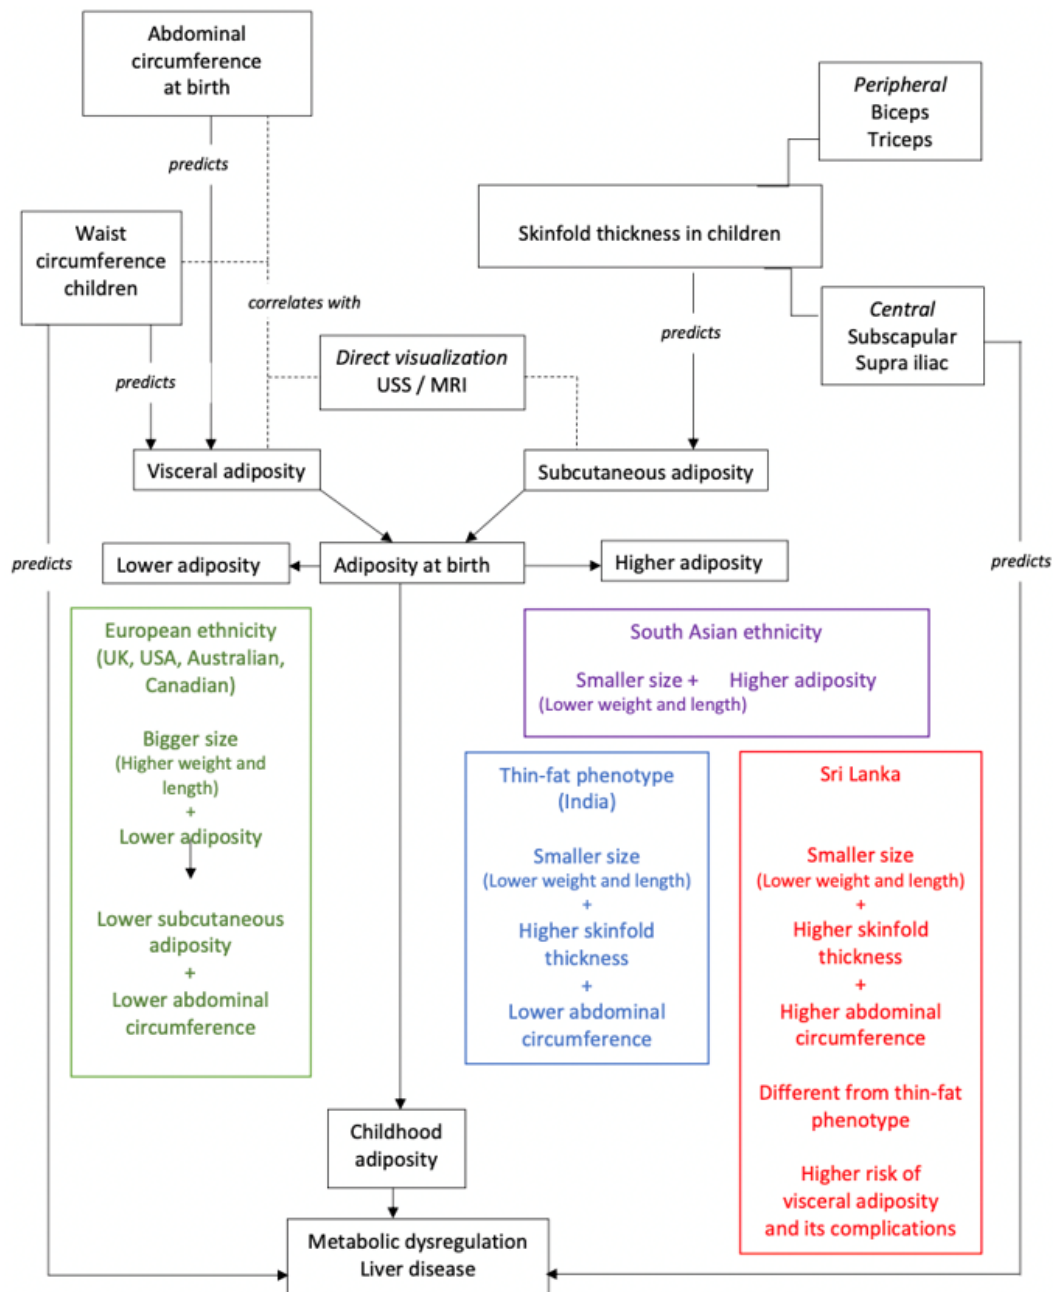 Abdominal
circumference
at birth
Peripheral
Biceps
Triceps
predicts
Waist
circumference
children
Skinfold thickness in children
correlates with
Central
Subscapular
Supra iliac
predicts
Direct visualization
USS / MRI
predicts
Visceral adiposity
Subcutaneous adiposity
predicts
Lower adiposity
Adiposity at birth
Higher adiposity
predicts
European ethnicity
(UK, USA, Australian,
Canadian)
Bigger size
(Higher weight and
length)
+
Lower adiposity
Lower subcutaneous
adiposity
+
Lower abdominal
circumference
South Asian ethnicity
Smaller size + Higher adiposity
(Lower weight and length)
Thin-fat phenotype
(India)
Smaller size
(Lower weight and length)
+
Higher skinfold
thickness
+
Lower abdominal
circumference
Sri Lanka
Smaller size
(Lower weight and length)
+
Higher skinfold
thickness
+
Higher abdominal
circumference
Different from thin-fat
phenotype
Higher risk of
visceral adiposity
and its complications
Childhood
adiposity
Metabolic dysregulation
Liver disease